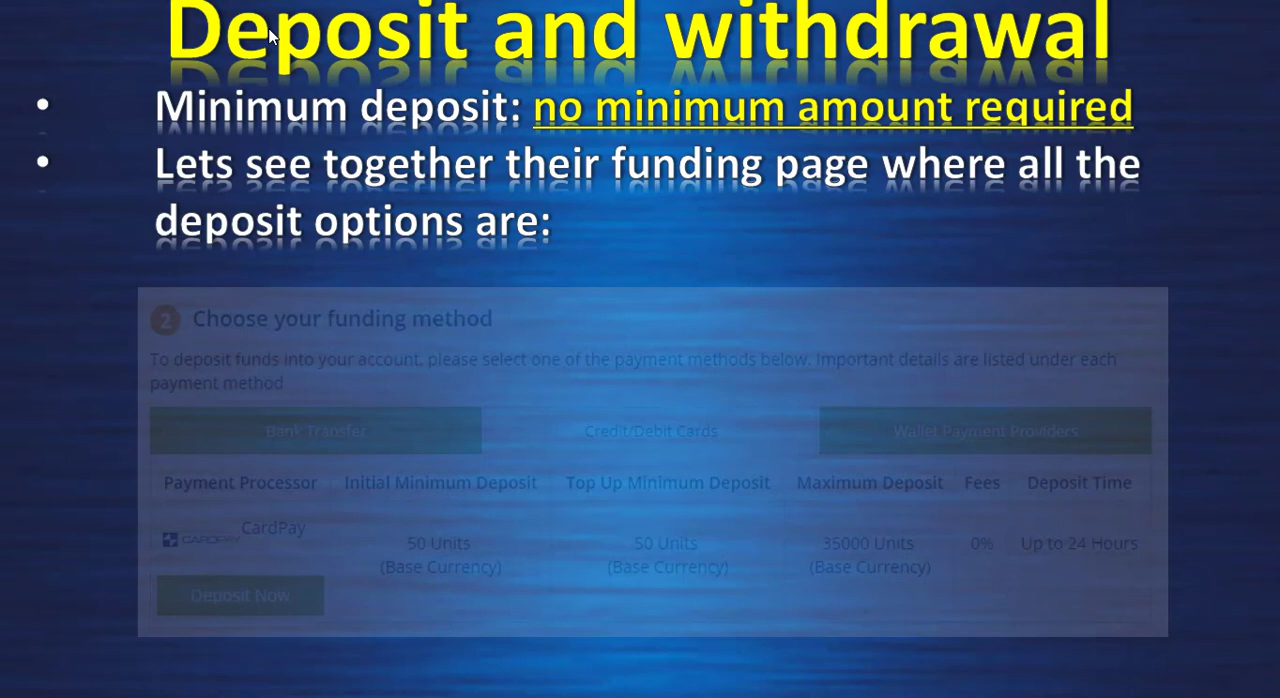 Deposit and withdrawal
• Minimum deposit: no minimum amount required
• Lets see together their funding page where all the
deposit options are:
2 Choose your funding method
To deposit funds into your account, please select one of the payment methods below. Important details are listed under each
payment method
Bank Transfer Credit/Debit Cards Wallet Payment Providers
Payment Processor Initial Minimum Deposit Top Up Minimum Deposit Maximum Deposit Fees Deposit Time
CARDPAY CardPay 50 Units 50 Units 35000 Units 0% Up to 24 Hours
(Base Currency) (Base Currency) (Base Currency)
Deposit Now